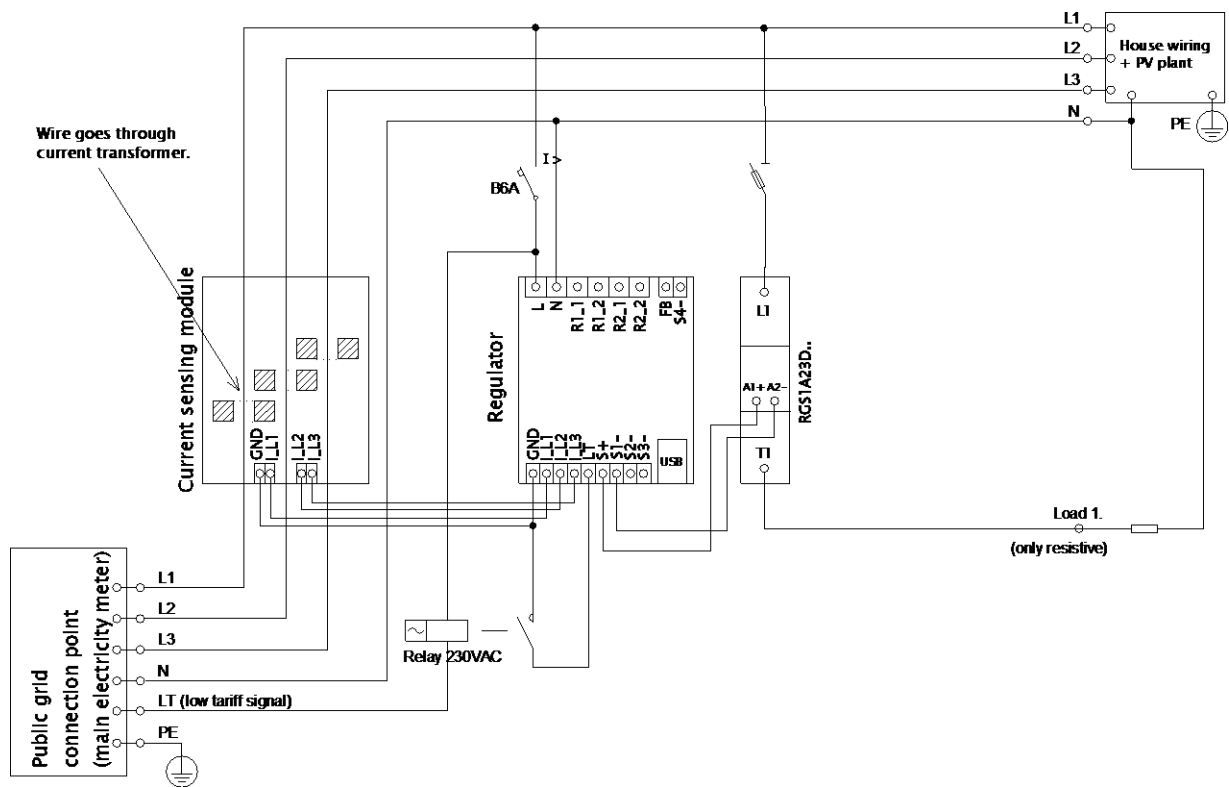 L1
L2
L3
N
House wiring
+ PV plant
PE
Wire goes through
current transformer.
I >
B6A
Current sensing module
GND
I_L1
I_L2
I_L3
Regulator
L
N
R1_1
R1_2
R2_1
R2_2
FB
S4-
GND
I_L1
I_L2
I_L3
LT
S+
S1-
S2-
S3-
USB
L1
A1+ A2-
T1
RGS1A23D..
Load 1.
(only resistive)
Relay 230VAC
Public grid
connection point
(main electricity meter)
L1
L2
L3
N
LT (low tariff signal)
PE